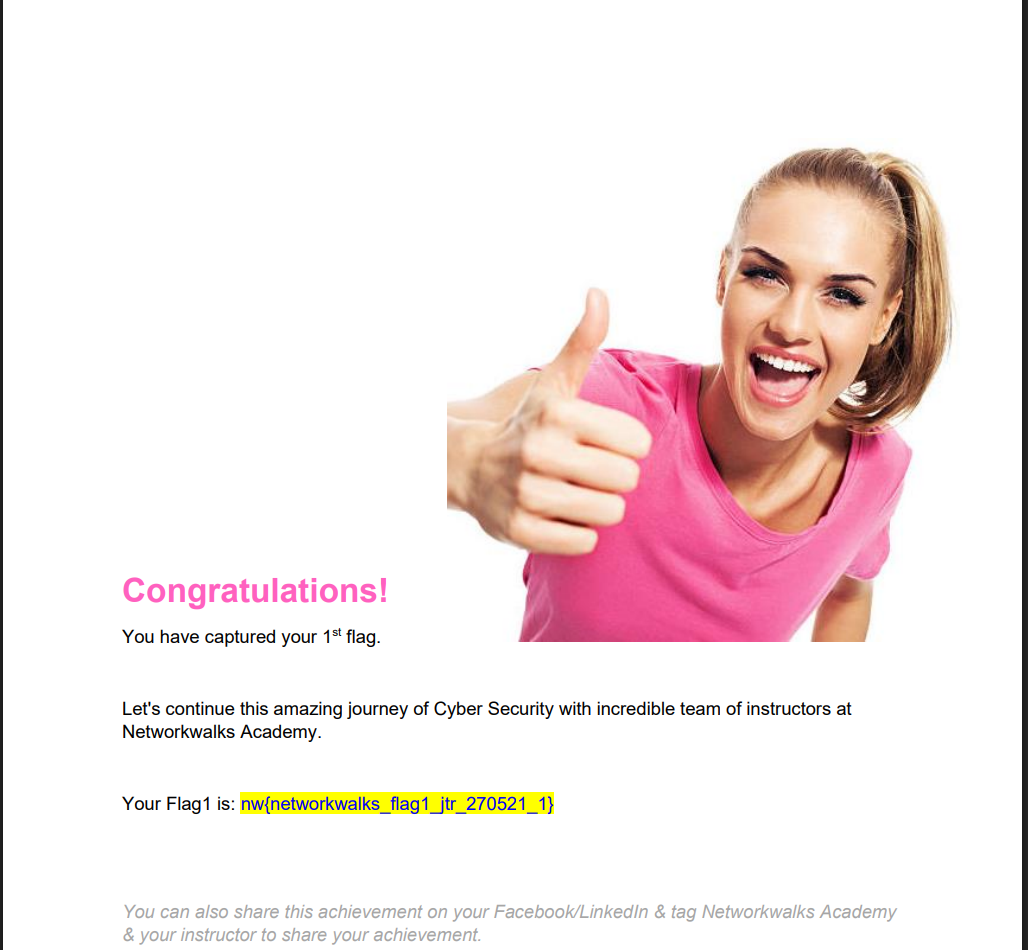 Congratulations!
You have captured your 1st flag.
Let's continue this amazing journey of Cyber Security with incredible team of instructors at
Networkwalks Academy.
Your Flag1 is: nw{networkwalks_flag1_jtr_270521_1}
You can also share this achievement on your Facebook/LinkedIn & tag Networkwalks Academy
& your instructor to share your achievement.